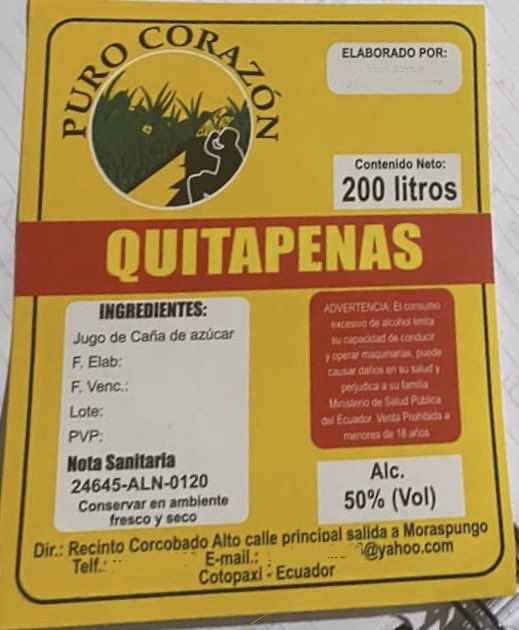 PURO CORAZÓN
ELABORADO POR:
Contenido Neto:
200 litros
QUITAPENAS
INGREDIENTES:
Jugo de Caña de azúcar
F. Elab:
F. Venc.:
Lote:
PVP:
Nota Sanitaria
24645-ALN-0120
Conservar en ambiente
fresco y seco
ADVERTENCIA. El consumo
excesivo de alcohol limita
su capacidad de conducir
y operar maquinarias, puede
causar daños en su salud y
perjudica a su familia
Ministerio de Salud Pública
del Ecuador. Venta Prohibida a
menores de 18 años
Alc.
50% (Vol)
Dir.: Recinto Corcobado Alto calle principal salida a Moraspungo
Telf.: E-mail.: @yahoo.com
Cotopaxi - Ecuador